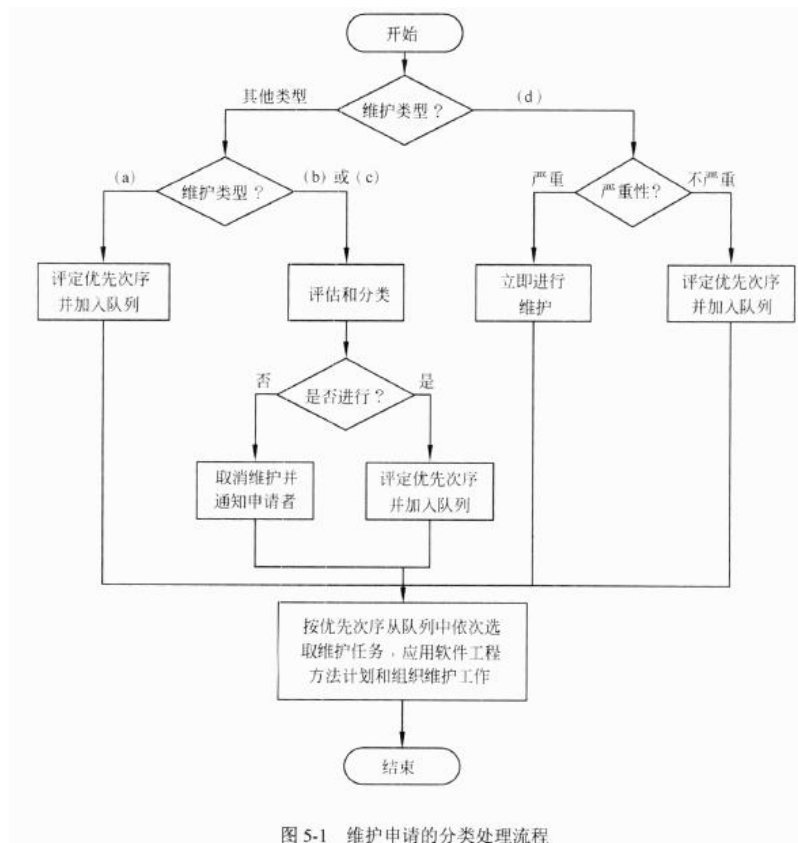 开始
维护类型？
其他类型
(d)
维护类型？
(a)
(b) 或 (c)
严重性？
严重
不严重
评定优先次序
并加入队列
评估和分类
立即进行
维护
评定优先次序
并加入队列
是否进行？
否
是
取消维护并
通知申请者
评定优先次序
并加入队列
按优先次序从队列中依次选
取维护任务，应用软件工程
方法计划和组织维护工作
结束
图 5-1 维护申请的分类处理流程